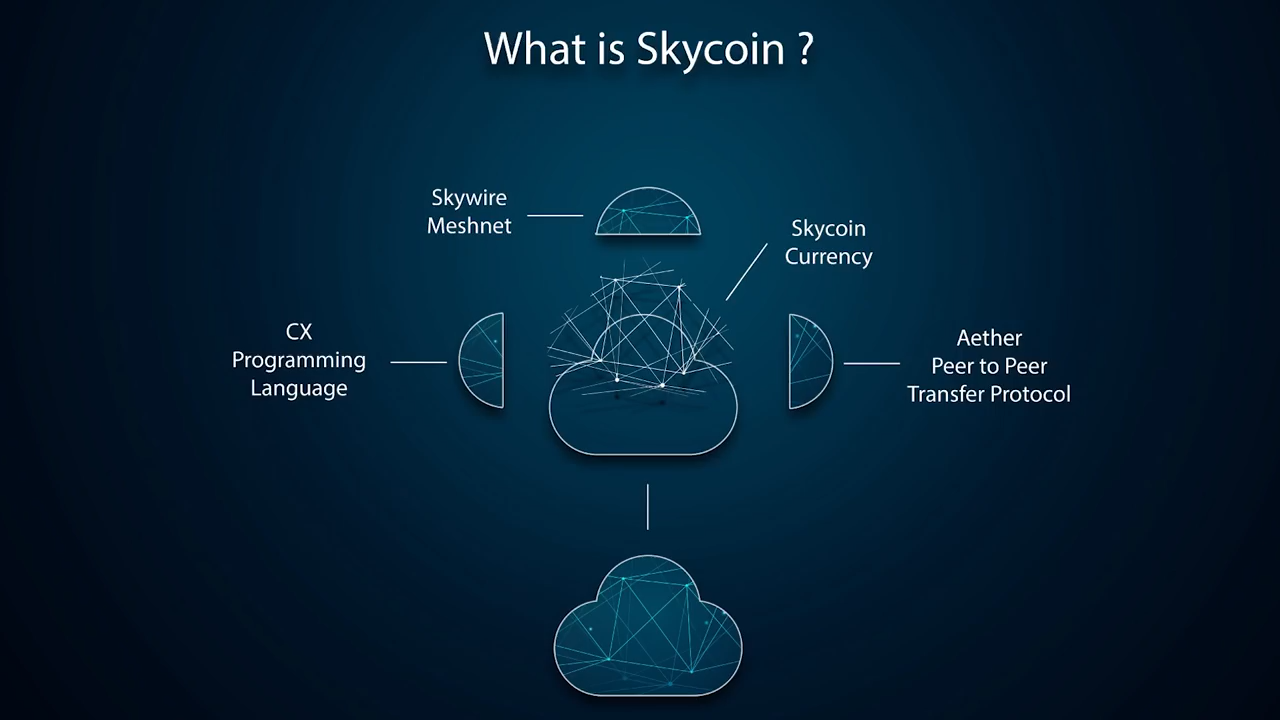 What is Skycoin ?
Skywire
Meshnet
Skycoin
Currency
CX
Programming
Language
Aether
Peer to Peer
Transfer Protocol